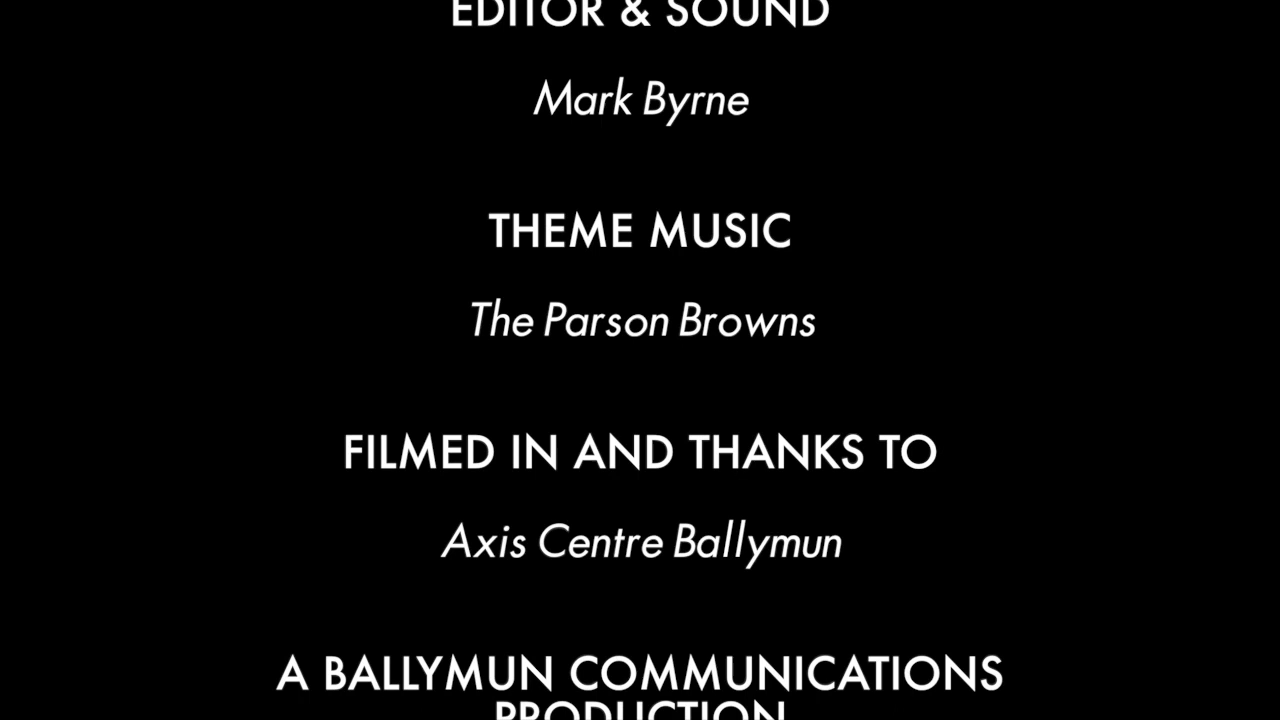 EDITOR & SOUND
Mark Byrne
THEME MUSIC
The Parson Browns
FILMED IN AND THANKS TO
Axis Centre Ballymun
A BALLYMUN COMMUNICATIONS
PRODUCTION